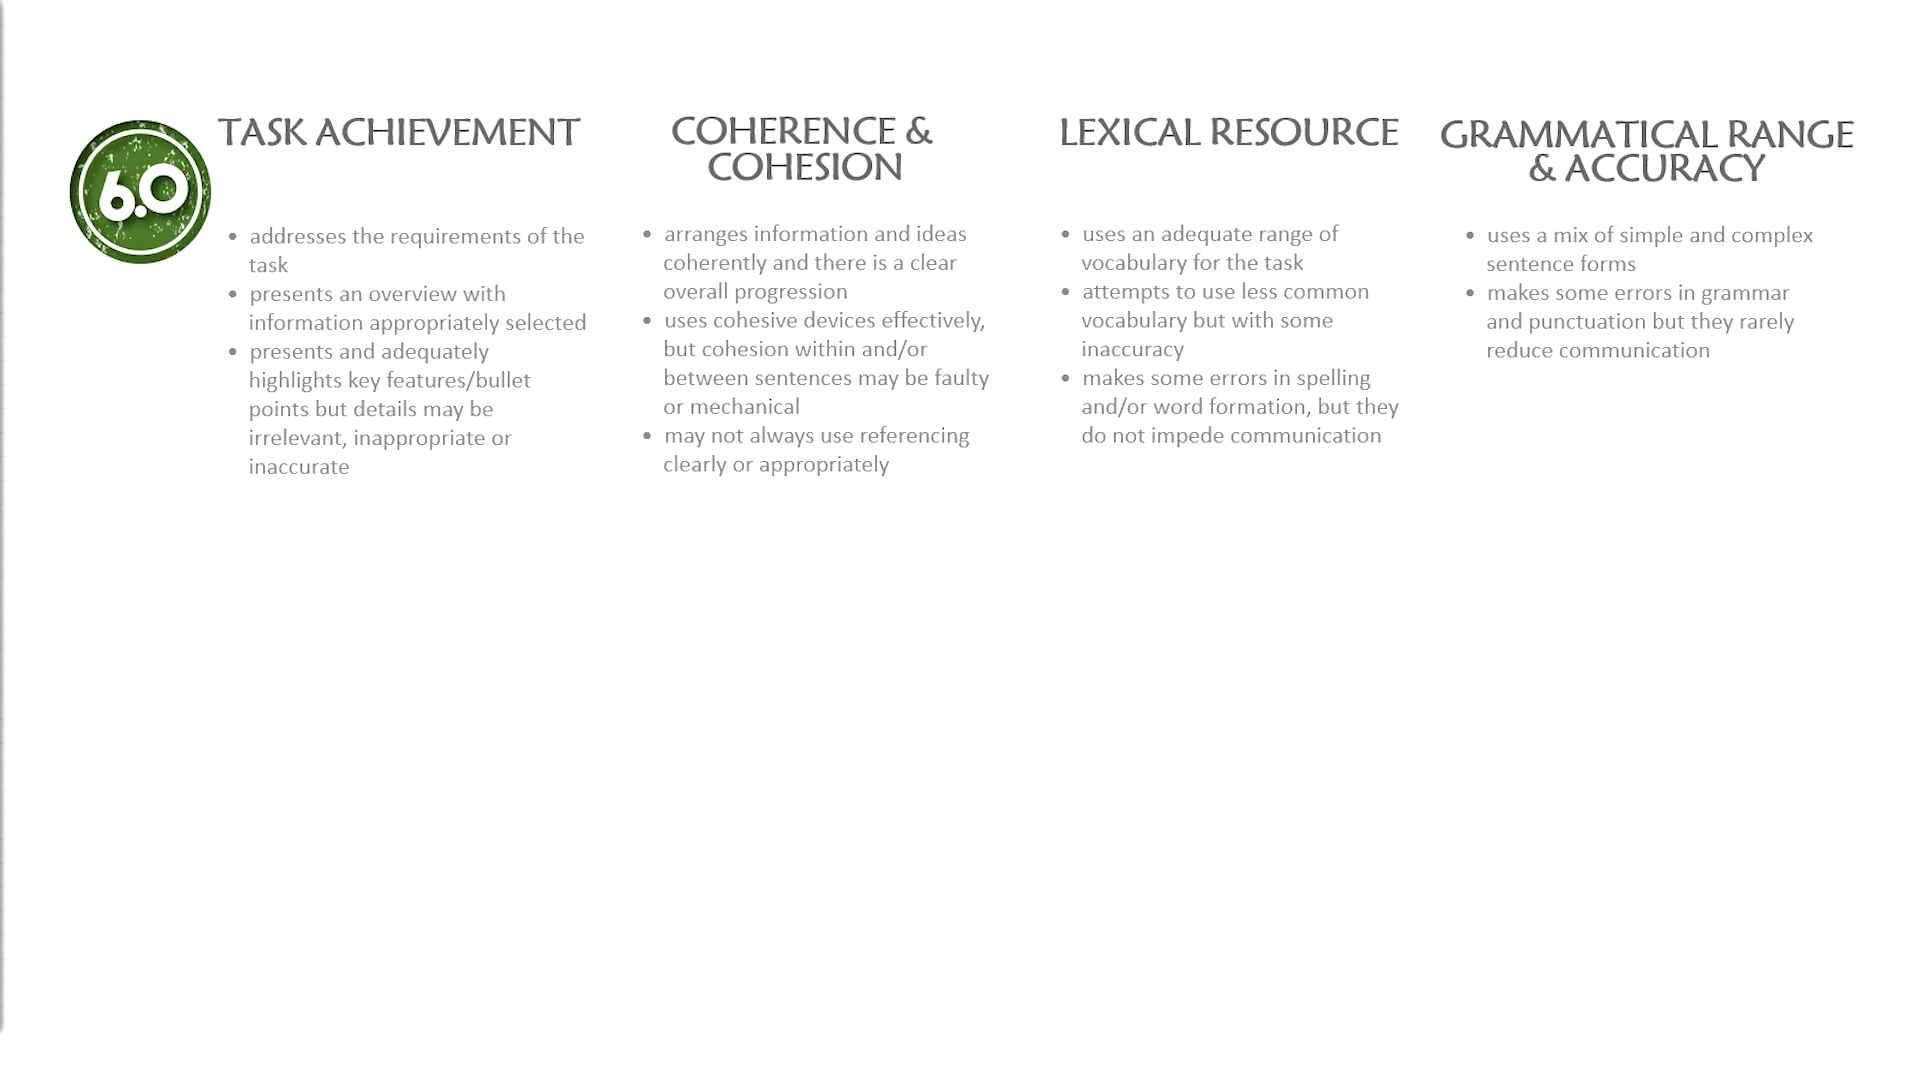 6.0
TASK ACHIEVEMENT
• addresses the requirements of the
task
• presents an overview with
information appropriately selected
• presents and adequately
highlights key features/bullet
points but details may be
irrelevant, inappropriate or
inaccurate
COHERENCE &
COHESION
• arranges information and ideas
coherently and there is a clear
overall progression
• uses cohesive devices effectively,
but cohesion within and/or
between sentences may be faulty
or mechanical
• may not always use referencing
clearly or appropriately
LEXICAL RESOURCE
• uses an adequate range of
vocabulary for the task
• attempts to use less common
vocabulary but with some
inaccuracy
• makes some errors in spelling
and/or word formation, but they
do not impede communication
GRAMMATICAL RANGE
& ACCURACY
• uses a mix of simple and complex
sentence forms
• makes some errors in grammar
and punctuation but they rarely
reduce communication